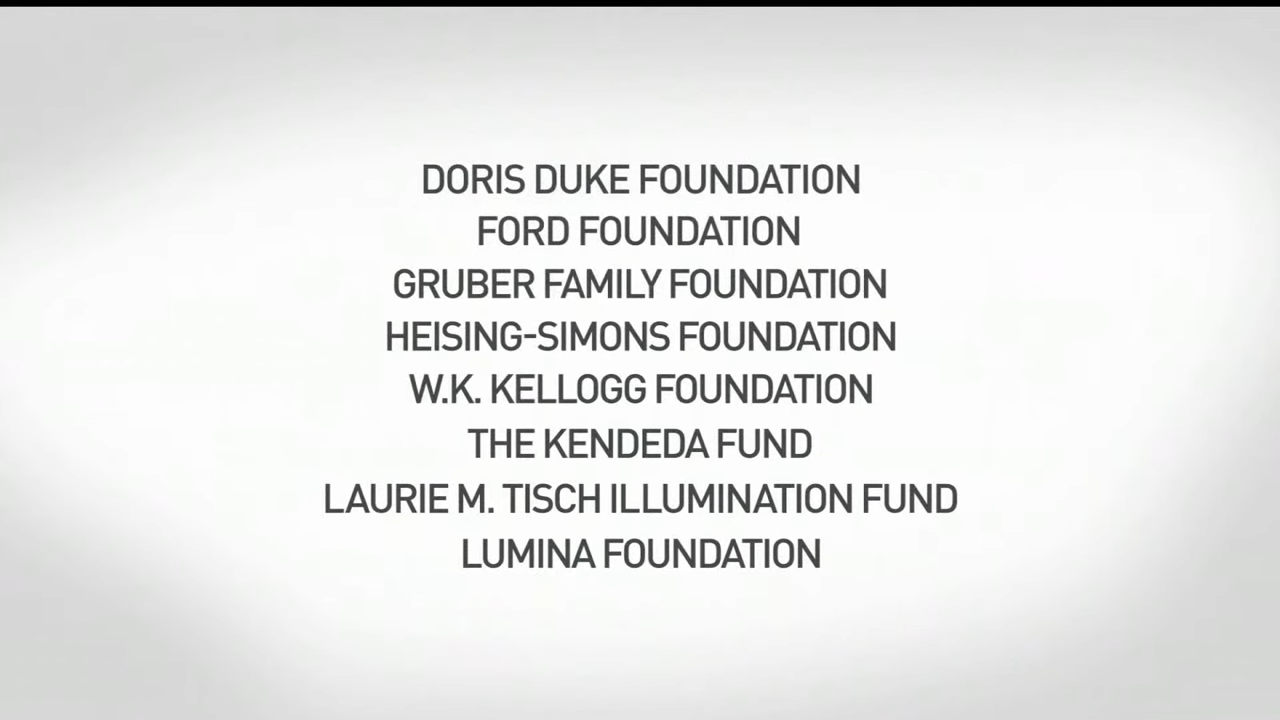 DORIS DUKE FOUNDATION
FORD FOUNDATION
GRUBER FAMILY FOUNDATION
HEISING-SIMONS FOUNDATION
W.K. KELLOGG FOUNDATION
THE KENDEDA FUND
LAURIE M. TISCH ILLUMINATION FUND
LUMINA FOUNDATION